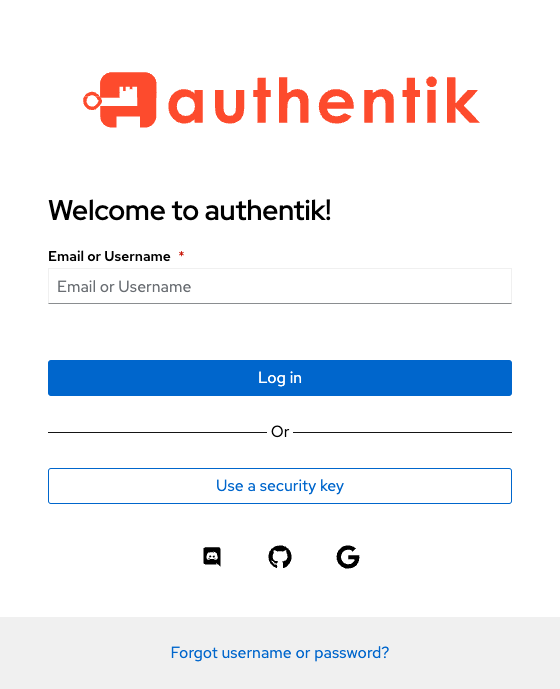 authentik
Welcome to authentik!
Email or Username *
Email or Username
Log in
Or
Use a security key
Forgot username or password?